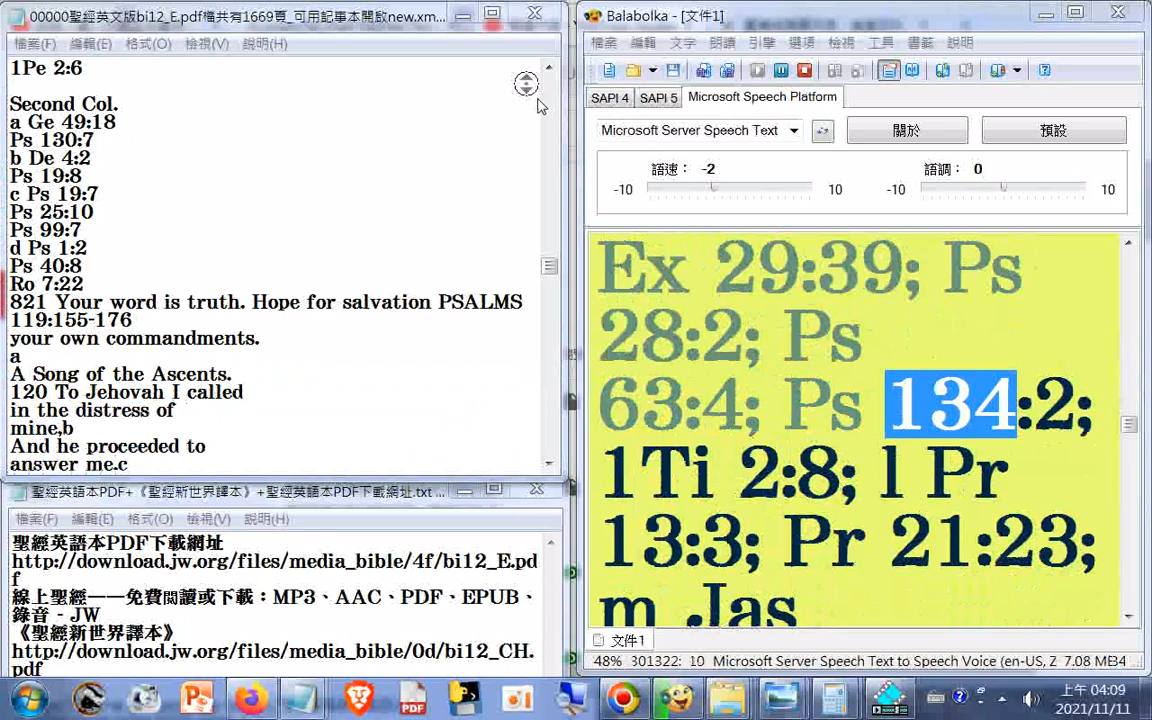 00000聖經英文版bi12_E.pdf檔共有1669頁_可用記事本開啟new.xm...
檔案(F) 編輯(E) 格式(O) 檢視(V) 說明(H)
1Pe 2:6
Second Col.
a Ge 49:18
Ps 130:7
b De 4:2
Ps 19:8
c Ps 19:7
Ps 25:10
Ps 99:7
d Ps 1:2
Ps 40:8
Ro 7:22
821 Your word is truth. Hope for salvation PSALMS
119:155-176
your own commandments.
a
A Song of the Ascents.
120 To Jehovah I called
in the distress of
mine,b
And he proceeded to
answer me.c
聖經英語本PDF+《聖經新世界譯本》+聖經英語本PDF下載網址.txt ...
檔案(F) 編輯(E) 格式(O) 檢視(V) 說明(H)
聖經英語本PDF下載網址
http://download.jw.org/files/media_bible/4f/bi12_E.pd
f
線上聖經──免費閱讀或下載：MP3、AAC、PDF、EPUB、
錄音 - JW
《聖經新世界譯本》
http://download.jw.org/files/media_bible/0d/bi12_CH.
pdf
Balabolka - [文件1]
檔案 編輯 文字 朗讀 引擎 選項 檢視 工具 書籤 說明
SAPI 4 SAPI 5 Microsoft Speech Platform
Microsoft Server Speech Text 關於 預設
語速： -2 語調： 0
-10 10 -10 10
Ex 29:39; Ps
28:2; Ps
63:4; Ps 134:2;
1Ti 2:8; l Pr
13:3; Pr 21:23;
m Jas
文件1
48% 301322: 10 Microsoft Server Speech Text to Speech Voice (en-US, Z 7.08 MB
上午 04:09
2021/11/11